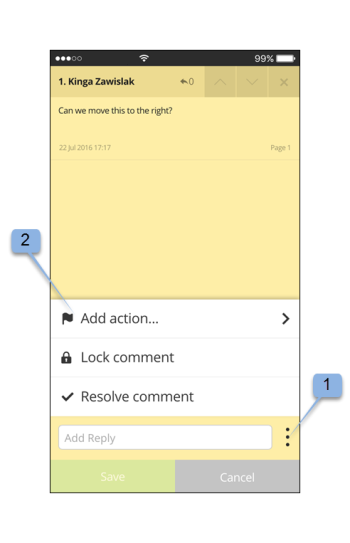 99%
1. Kinga Zawislak 0
Can we move this to the right?
22 Jul 2016 17:17 Page 1
2
Add action...
Lock comment
1
Resolve comment
Add Reply
Save Cancel